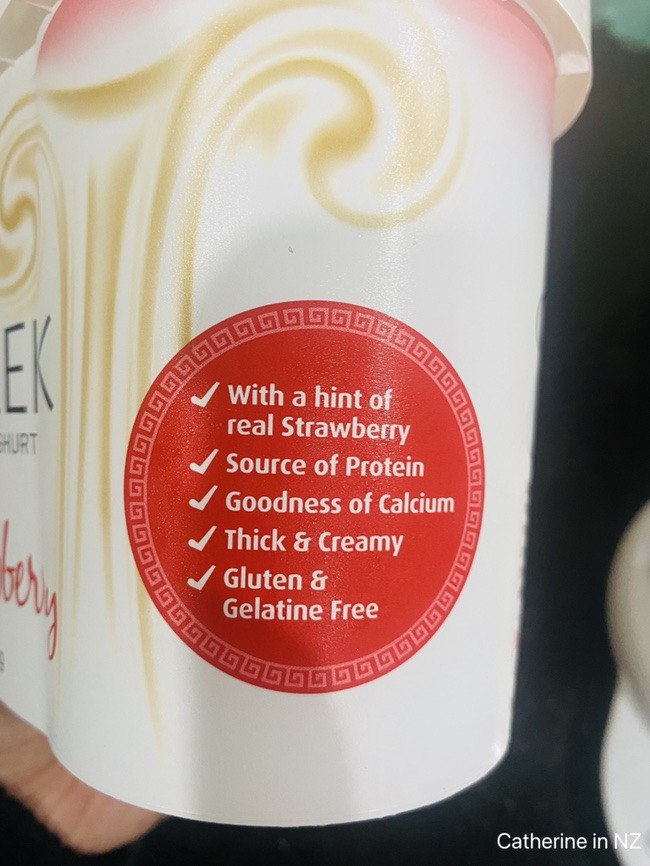 EK
GHURT
berry
With a hint of
real Strawberry
Source of Protein
Goodness of Calcium
Thick & Creamy
Gluten &
Gelatine Free
Catherine in NZ